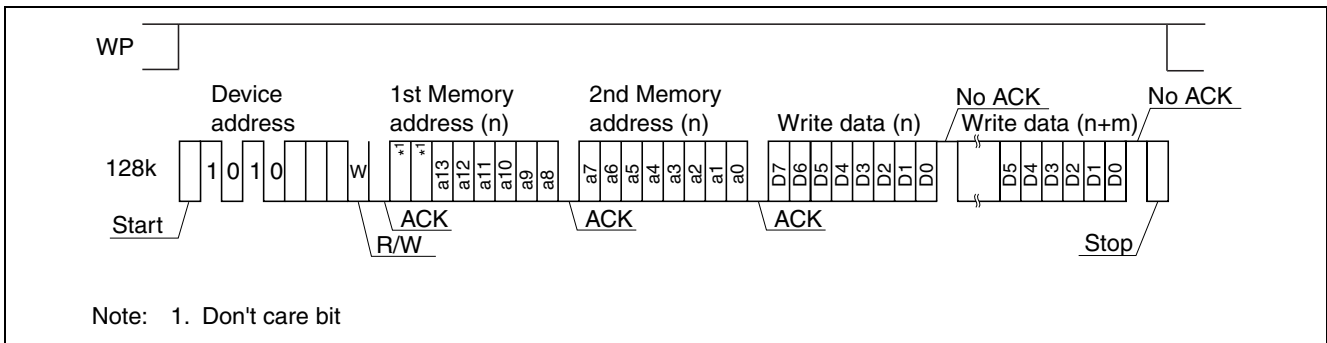 WP
Device
address
1st Memory
address (n)
2nd Memory
address (n)
Write data (n)
No ACK
Write data (n+m)
No ACK
128k
1 0 1 0
W
*1 *1 a13 a12 a11 a10 a9 a8
a7 a6 a5 a4 a3 a2 a1 a0
D7 D6 D5 D4 D3 D2 D1 D0
D5 D4 D3 D2 D1 D0
Start
R/W
ACK
ACK
ACK
Stop
Note: 1. Don't care bit